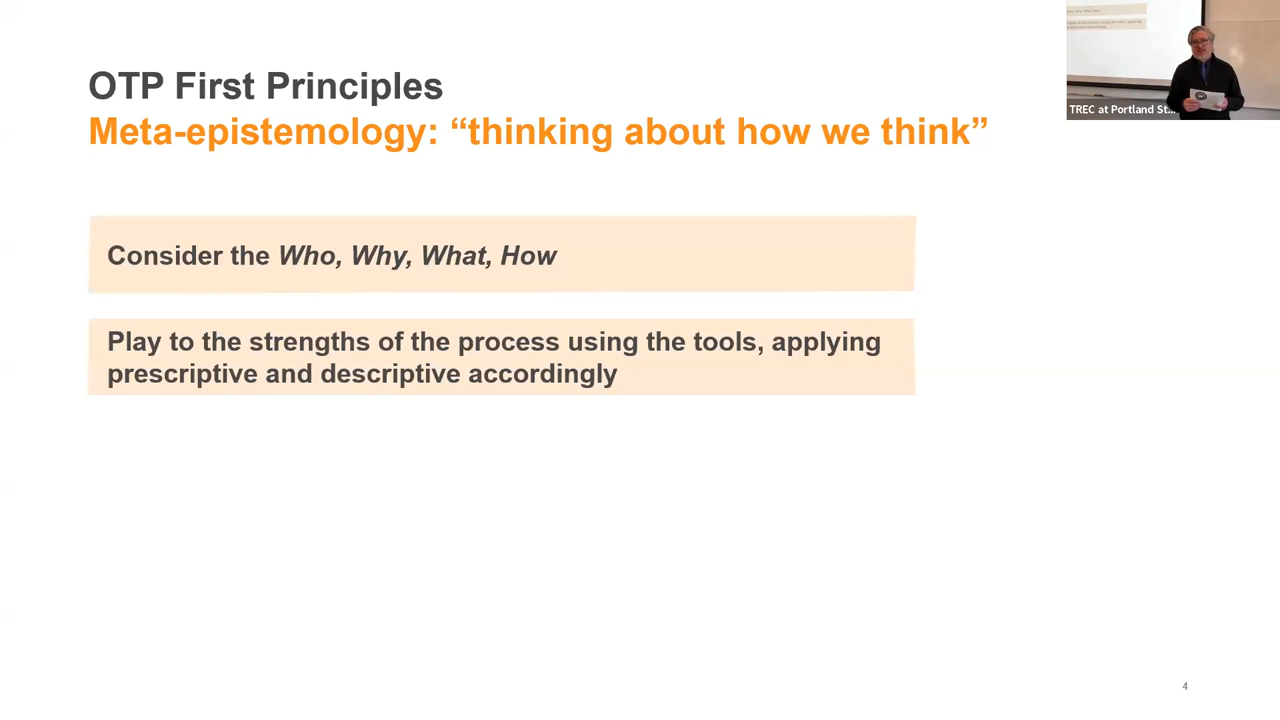 OTP First Principles
Meta-epistemology: “thinking about how we think”
Consider the Who, Why, What, How
Play to the strengths of the process using the tools, applying
prescriptive and descriptive accordingly
TREC at Portland St...
4